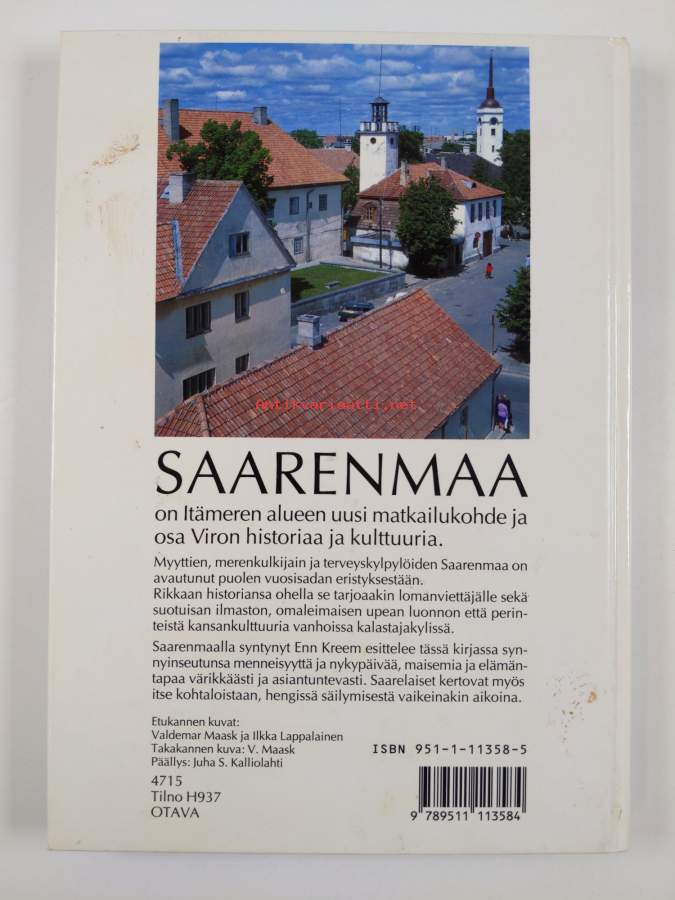 Antikvariaatti.net
SAARENMAA
on Itämeren alueen uusi matkailukohde ja
osa Viron historiaa ja kulttuuria.
Myyttien, merenkulkijain ja terveyskylpylöiden Saarenmaa on
avautunut puolen vuosisadan eristyksestään.
Rikkaan historiansa ohella se tarjoaakin lomanviettäjälle sekä
suotuisan ilmaston, omaleimaisen upean luonnon että perin-
teistä kansankulttuuria vanhoissa kalastajakylissä.
Saarenmaalla syntynyt Enn Kreem esittelee tässä kirjassa syn-
nyinseutunsa menneisyyttä ja nykypäivää, maisemia ja elämän-
tapaa värikkäästi ja asiantuntevasti. Saarelaiset kertovat myös
itse kohtaloistaan, hengissä säilymisestä vaikeinakin aikoina.
Etukannen kuvat:
Valdemar Maask ja Ilkka Lappalainen
Takakannen kuva: V. Maask
Päällys: Juha S. Kalliolahti
4715
Tilno H937
OTAVA
ISBN 951-1-11358-5
9 789511 113584